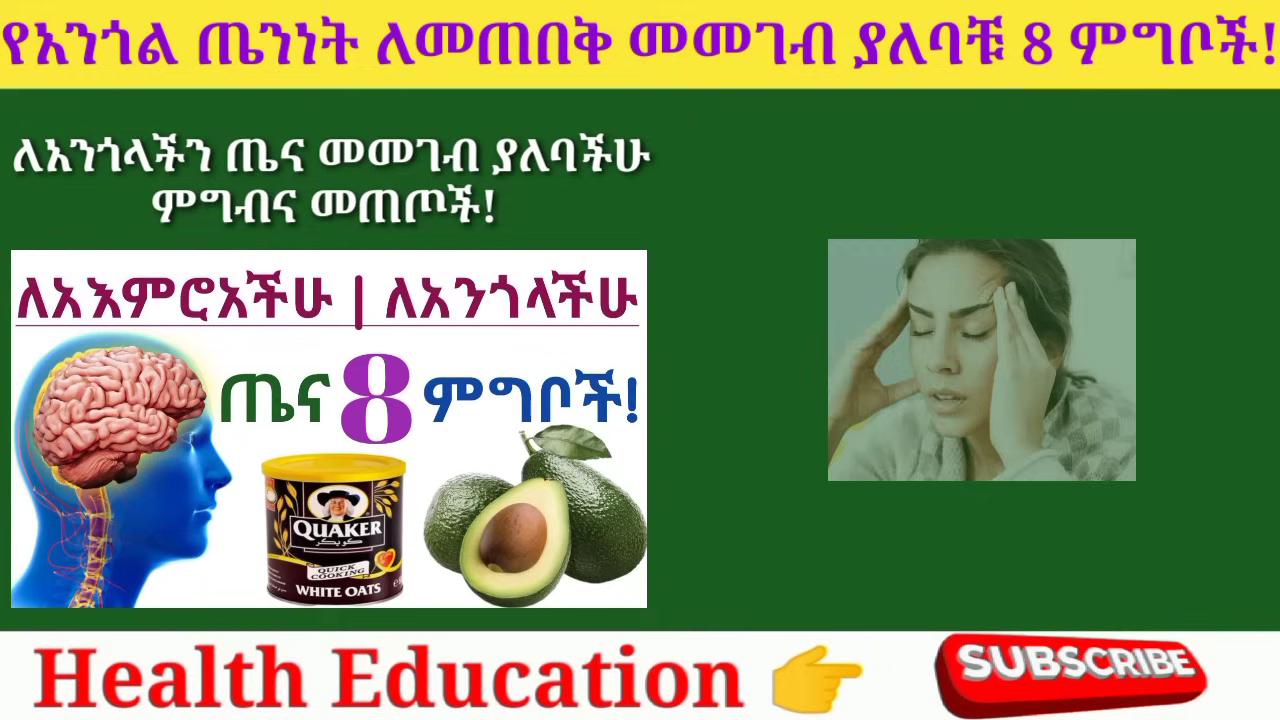 የአንጎል ጤንነት ለመጠበቅ መመገብ ያለባቹ 8 ምግቦች!
ለአንጎላችን ጤና መመገብ ያለባችሁ
ምግብና መጠጦች!
ለአእምሮአችሁ | ለአንጎላችሁ
ጤና 8 ምግቦች!
QUAKER
كويكر
QUICK
COOKING
WHITE OATS
Health Education
SUBSCRIBE